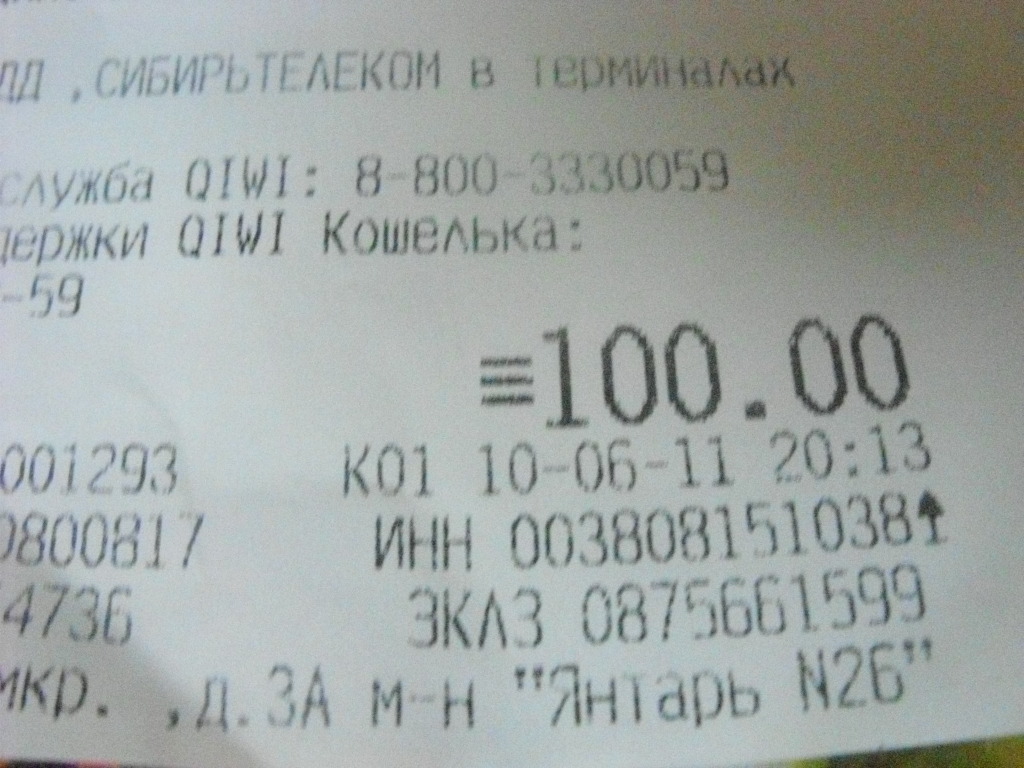 ДД ,СИБИРЬТЕЛЕКОМ в терминалах
служба QIWI: 8-800-3330059
держки QIWI Кошелька:
-59
≡100.00
001293 К01 10-06-11 20:13
0800817 ИНН 003808151038↑
4736 ЭКЛЗ 0875661599
мкр. ,д.3А м-н "Янтарь N26"